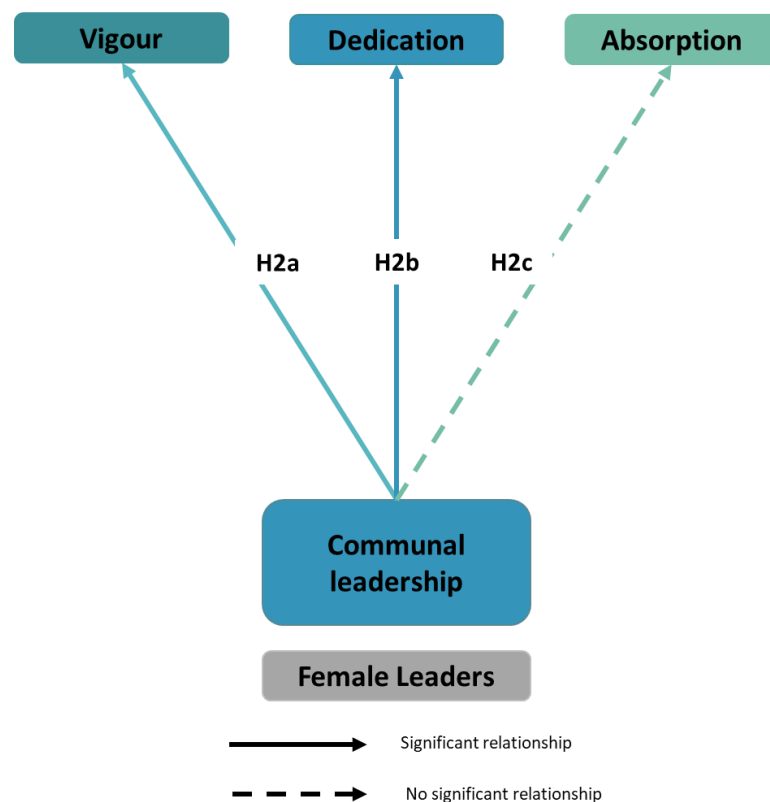 Vigour
Dedication
Absorption
H2a
H2b
H2c
Communal
leadership
Female Leaders
Significant relationship
No significant relationship